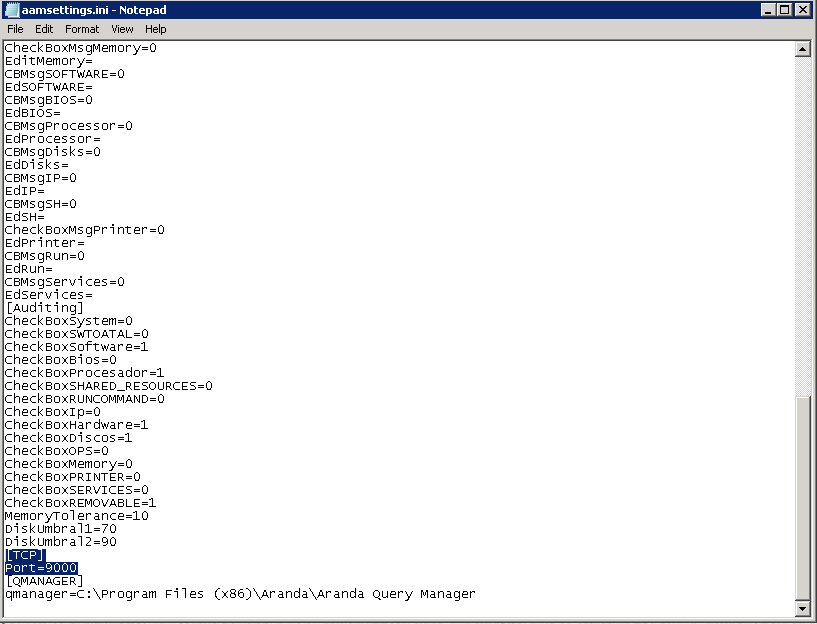 aamsettings.ini - Notepad
File Edit Format View Help
CheckBoxMsgMemory=0
EditMemory=
CBMsgSOFTWARE=0
EdSOFTWARE=
CBMsgBIOS=0
EdBIOS=
CBMsgProcessor=0
EdProcessor=
CBMsgDisks=0
EdDisks=
CBMsgIP=0
EdIP=
CBMsgSH=0
EdSH=
CheckBoxMsgPrinter=0
EdPrinter=
CBMsgRun=0
EdRun=
CBMsgServices=0
EdServices=
[Auditing]
CheckBoxSystem=0
CheckBoxSWTOATAL=0
CheckBoxSoftware=1
CheckBoxBios=0
CheckBoxProcesador=1
CheckBoxSHARED_RESOURCES=0
CheckBoxRUNCOMMAND=0
CheckBoxIp=0
CheckBoxHardware=1
CheckBoxDiscos=1
CheckBoxOPS=0
CheckBoxMemory=0
CheckBoxPRINTER=0
CheckBoxSERVICES=0
CheckBoxREMOVABLE=1
MemoryTolerance=10
DiskUmbral1=70
DiskUmbral2=90
[TCP]
Port=9000
[QMANAGER]
qmanager=C:\Program Files (x86)\Aranda\Aranda Query Manager